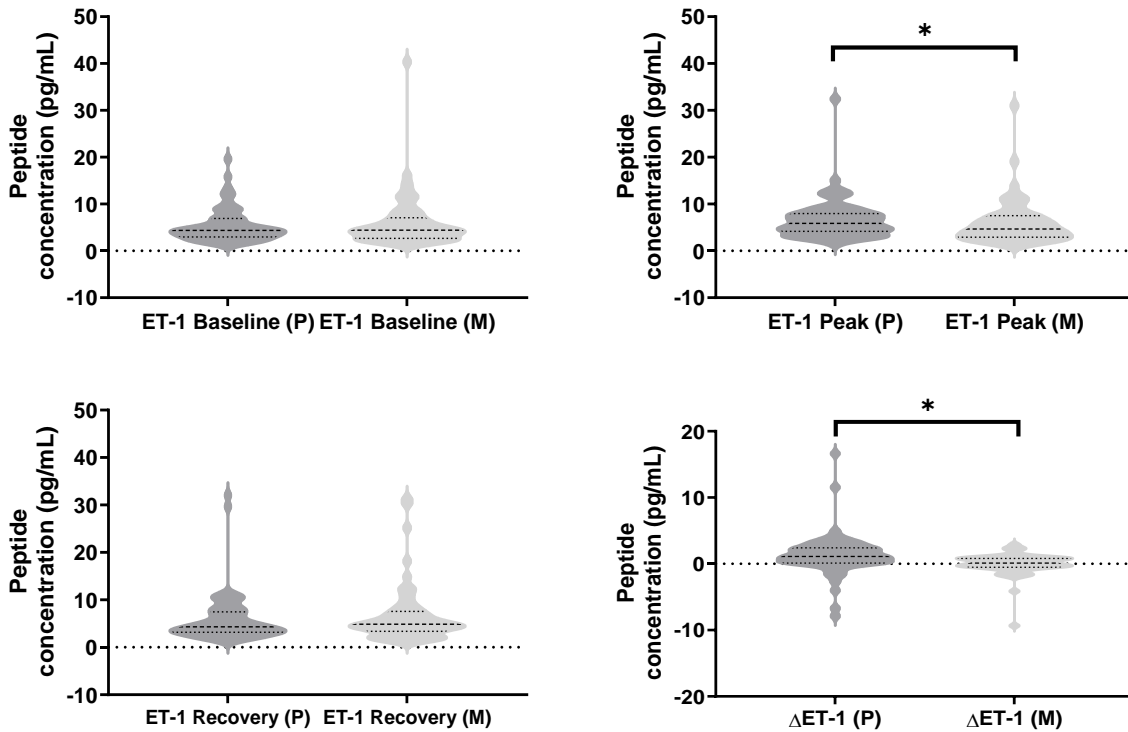 Peptide
concentration (pg/mL)
50
40
30
20
10
0
-10
ET-1 Baseline (P) ET-1 Baseline (M)
Peptide
concentration (pg/mL)
50
40
30
20
10
0
-10
*
ET-1 Peak (P) ET-1 Peak (M)
Peptide
concentration (pg/mL)
50
40
30
20
10
0
-10
ET-1 Recovery (P) ET-1 Recovery (M)
Peptide
concentration (pg/mL)
20
10
0
-10
-20
*
ΔET-1 (P) ΔET-1 (M)